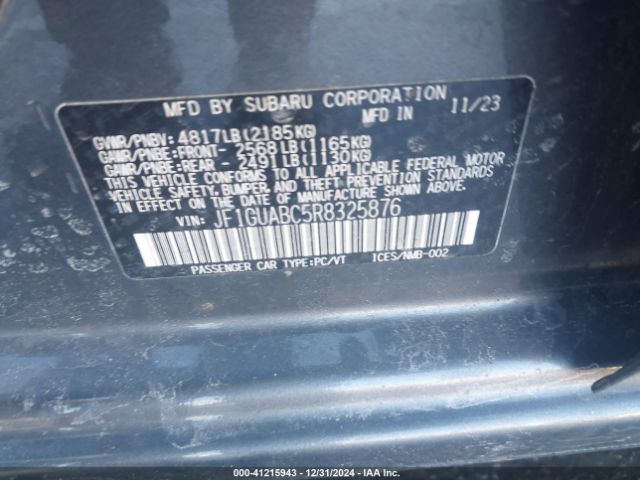 MFD BY SUBARU CORPORATION
MFD IN 11/23
GVWR/PNBV: 4817LB(2185KG)
GAWR/PNBE:FRONT- 2568LB(1165KG)
GAWR/PNBE:REAR - 2491LB(1130KG)
THIS VEHICLE CONFORMS TO ALL APPLICABLE FEDERAL MOTOR
VEHICLE SAFETY, BUMPER, AND THEFT PREVENTION STANDARDS
IN EFFECT ON THE DATE OF MANUFACTURE SHOWN ABOVE.
VIN: JF1GUABC5R8325876
PASSENGER CAR TYPE:PC/VT ICES/NMB-002
000-41215943 - 12/31/2024 - IAA Inc.